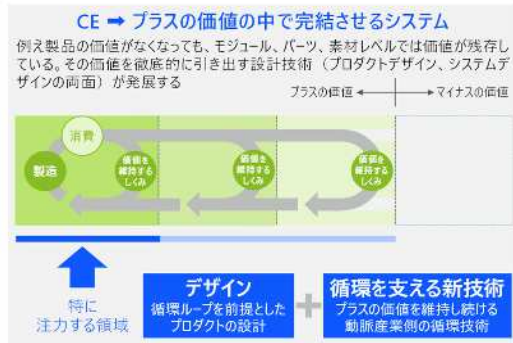 CE ➡ プラスの価値の中で完結させるシステム
例え製品の価値がなくなっても、モジュール、パーツ、素材レベルでは価値が残存し
ている。その価値を徹底的に引き出す設計技術（プロダクトデザイン、システムデ
ザインの両面）が発展する
プラスの価値 ← → マイナスの価値
消費
製造
価値を
維持する
しくみ
価値を
維持する
しくみ
価値を
維持する
しくみ
特に
注力する領域
デザイン
循環ループを前提とした
プロダクトの設計
+
循環を支える新技術
プラスの価値を維持し続ける
動脈産業側の循環技術